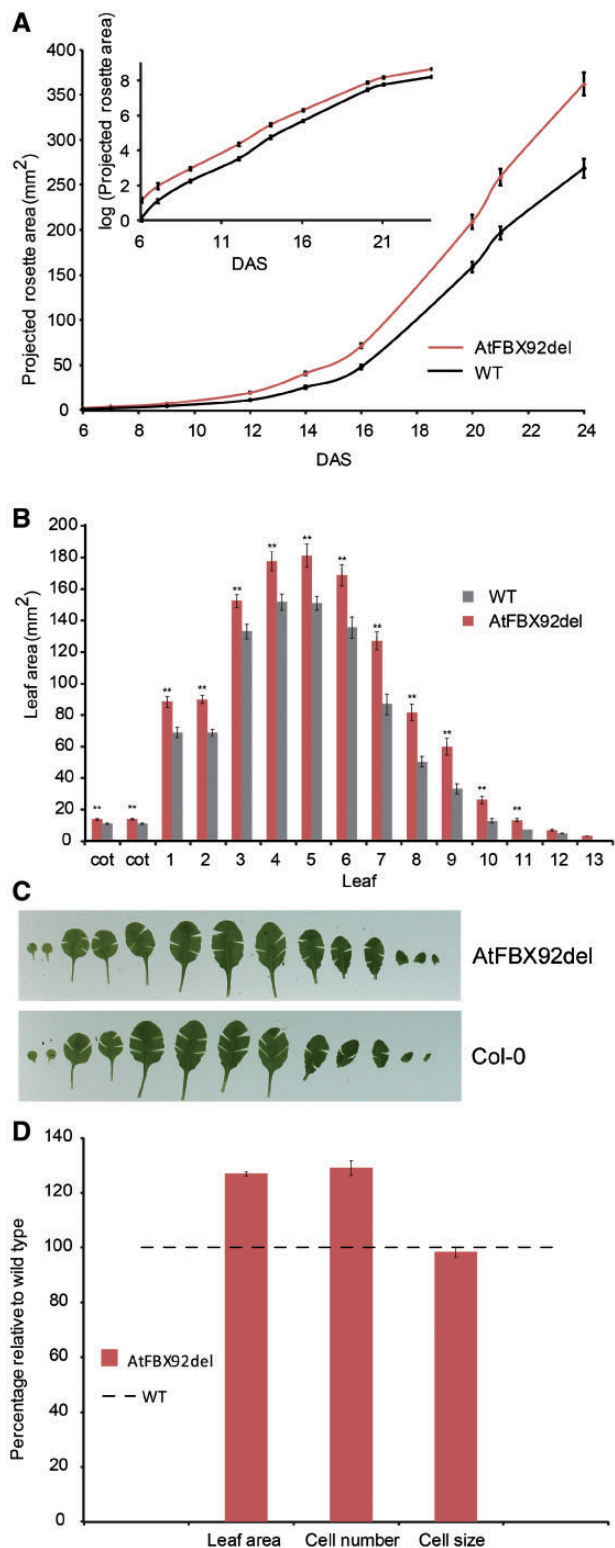 A
400
350
300
250
200
150
100
50
0
Projected rosette area (mm²)
6 8 10 12 14 16 18 20 22 24
DAS
8
6
4
2
0
log (Projected rosette area)
6 11 16 21
DAS
AtFBX92del
WT
B
200
180
160
140
120
100
80
60
40
20
0
Leaf area (mm²)
** ** ** ** ** ** ** ** ** ** ** ** **
WT
AtFBX92del
cot cot 1 2 3 4 5 6 7 8 9 10 11 12 13
Leaf
C
AtFBX92del
Col-0
D
140
120
100
80
60
40
20
0
Percentage relative to wild type
AtFBX92del
WT
Leaf area Cell number Cell size